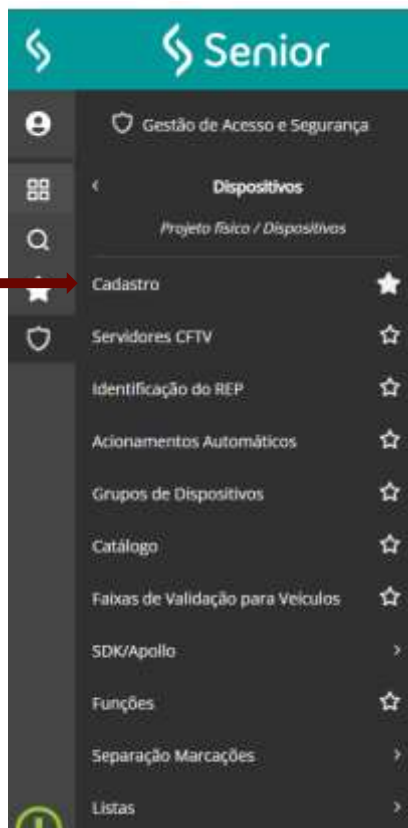 Senior
Gestão de Acesso e Segurança
Dispositivos
Projeto físico / Dispositivos
Cadastro
Servidores CFTV
Identificação do REP
Acionamentos Automáticos
Grupos de Dispositivos
Catálogo
Faixas de Validação para Veículos
SDK/Apollo
Funções
Separação Marcações
Listas